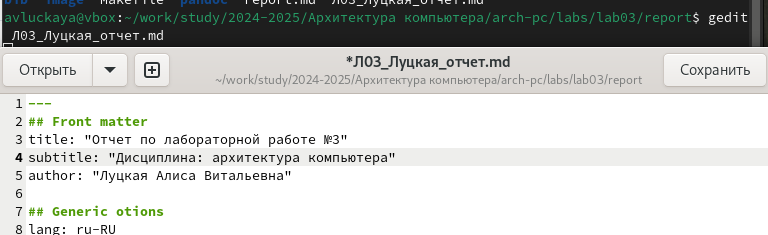 bib image Makefile pandoc report.md Л03_Луцкая_отчет.md
avluckaya@vbox:~/work/study/2024-2025/Архитектура компьютера/arch-pc/labs/lab03/report$ gedit
Л03_Луцкая_отчет.md
Открыть
*Л03_Луцкая_отчет.md
~/work/study/2024-2025/Архитектура компьютера/arch-pc/labs/lab03/report
Сохранить
1 ---
2 ## Front matter
3 title: "Отчет по лабораторной работе №3"
4 subtitle: "Дисциплина: архитектура компьютера"
5 author: "Луцкая Алиса Витальевна"
6
7 ## Generic otions
8 lang: ru-RU